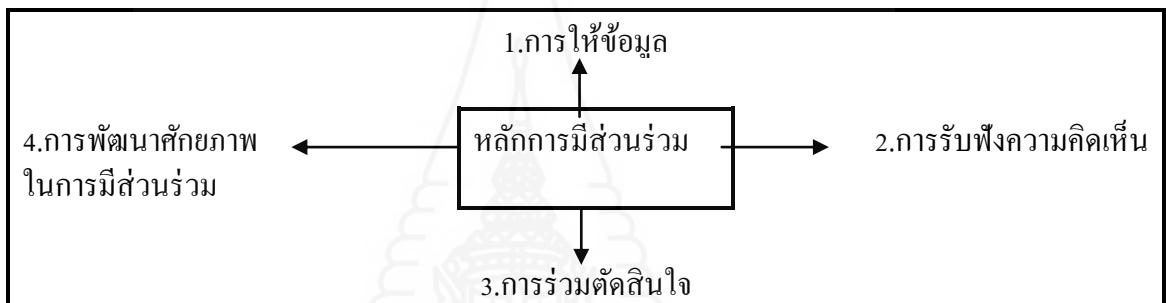 1.การให้ข้อมูล
หลักการมีส่วนร่วม
2.การรับฟังความคิดเห็น
3.การร่วมตัดสินใจ
4.การพัฒนาศักยภาพ
ในการมีส่วนร่วม